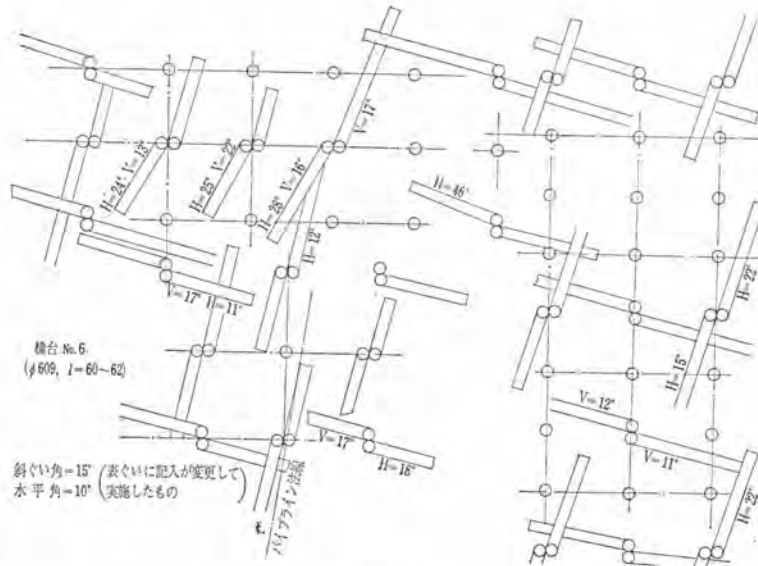 V=17°
H=24° V=13°
H=25° V=22°
H=28° V=16°
H=46°
H=12°
V=17° H=11°
H=22°
橋台 No.6.
(φ609, l=60~62)
H=15°
V=12°
V=17°
H=16°
V=11°
H=22°
斜ぐい角=15°(表ぐいに記入が変更して
水平角=10° 実施したもの)
パイプライン法線